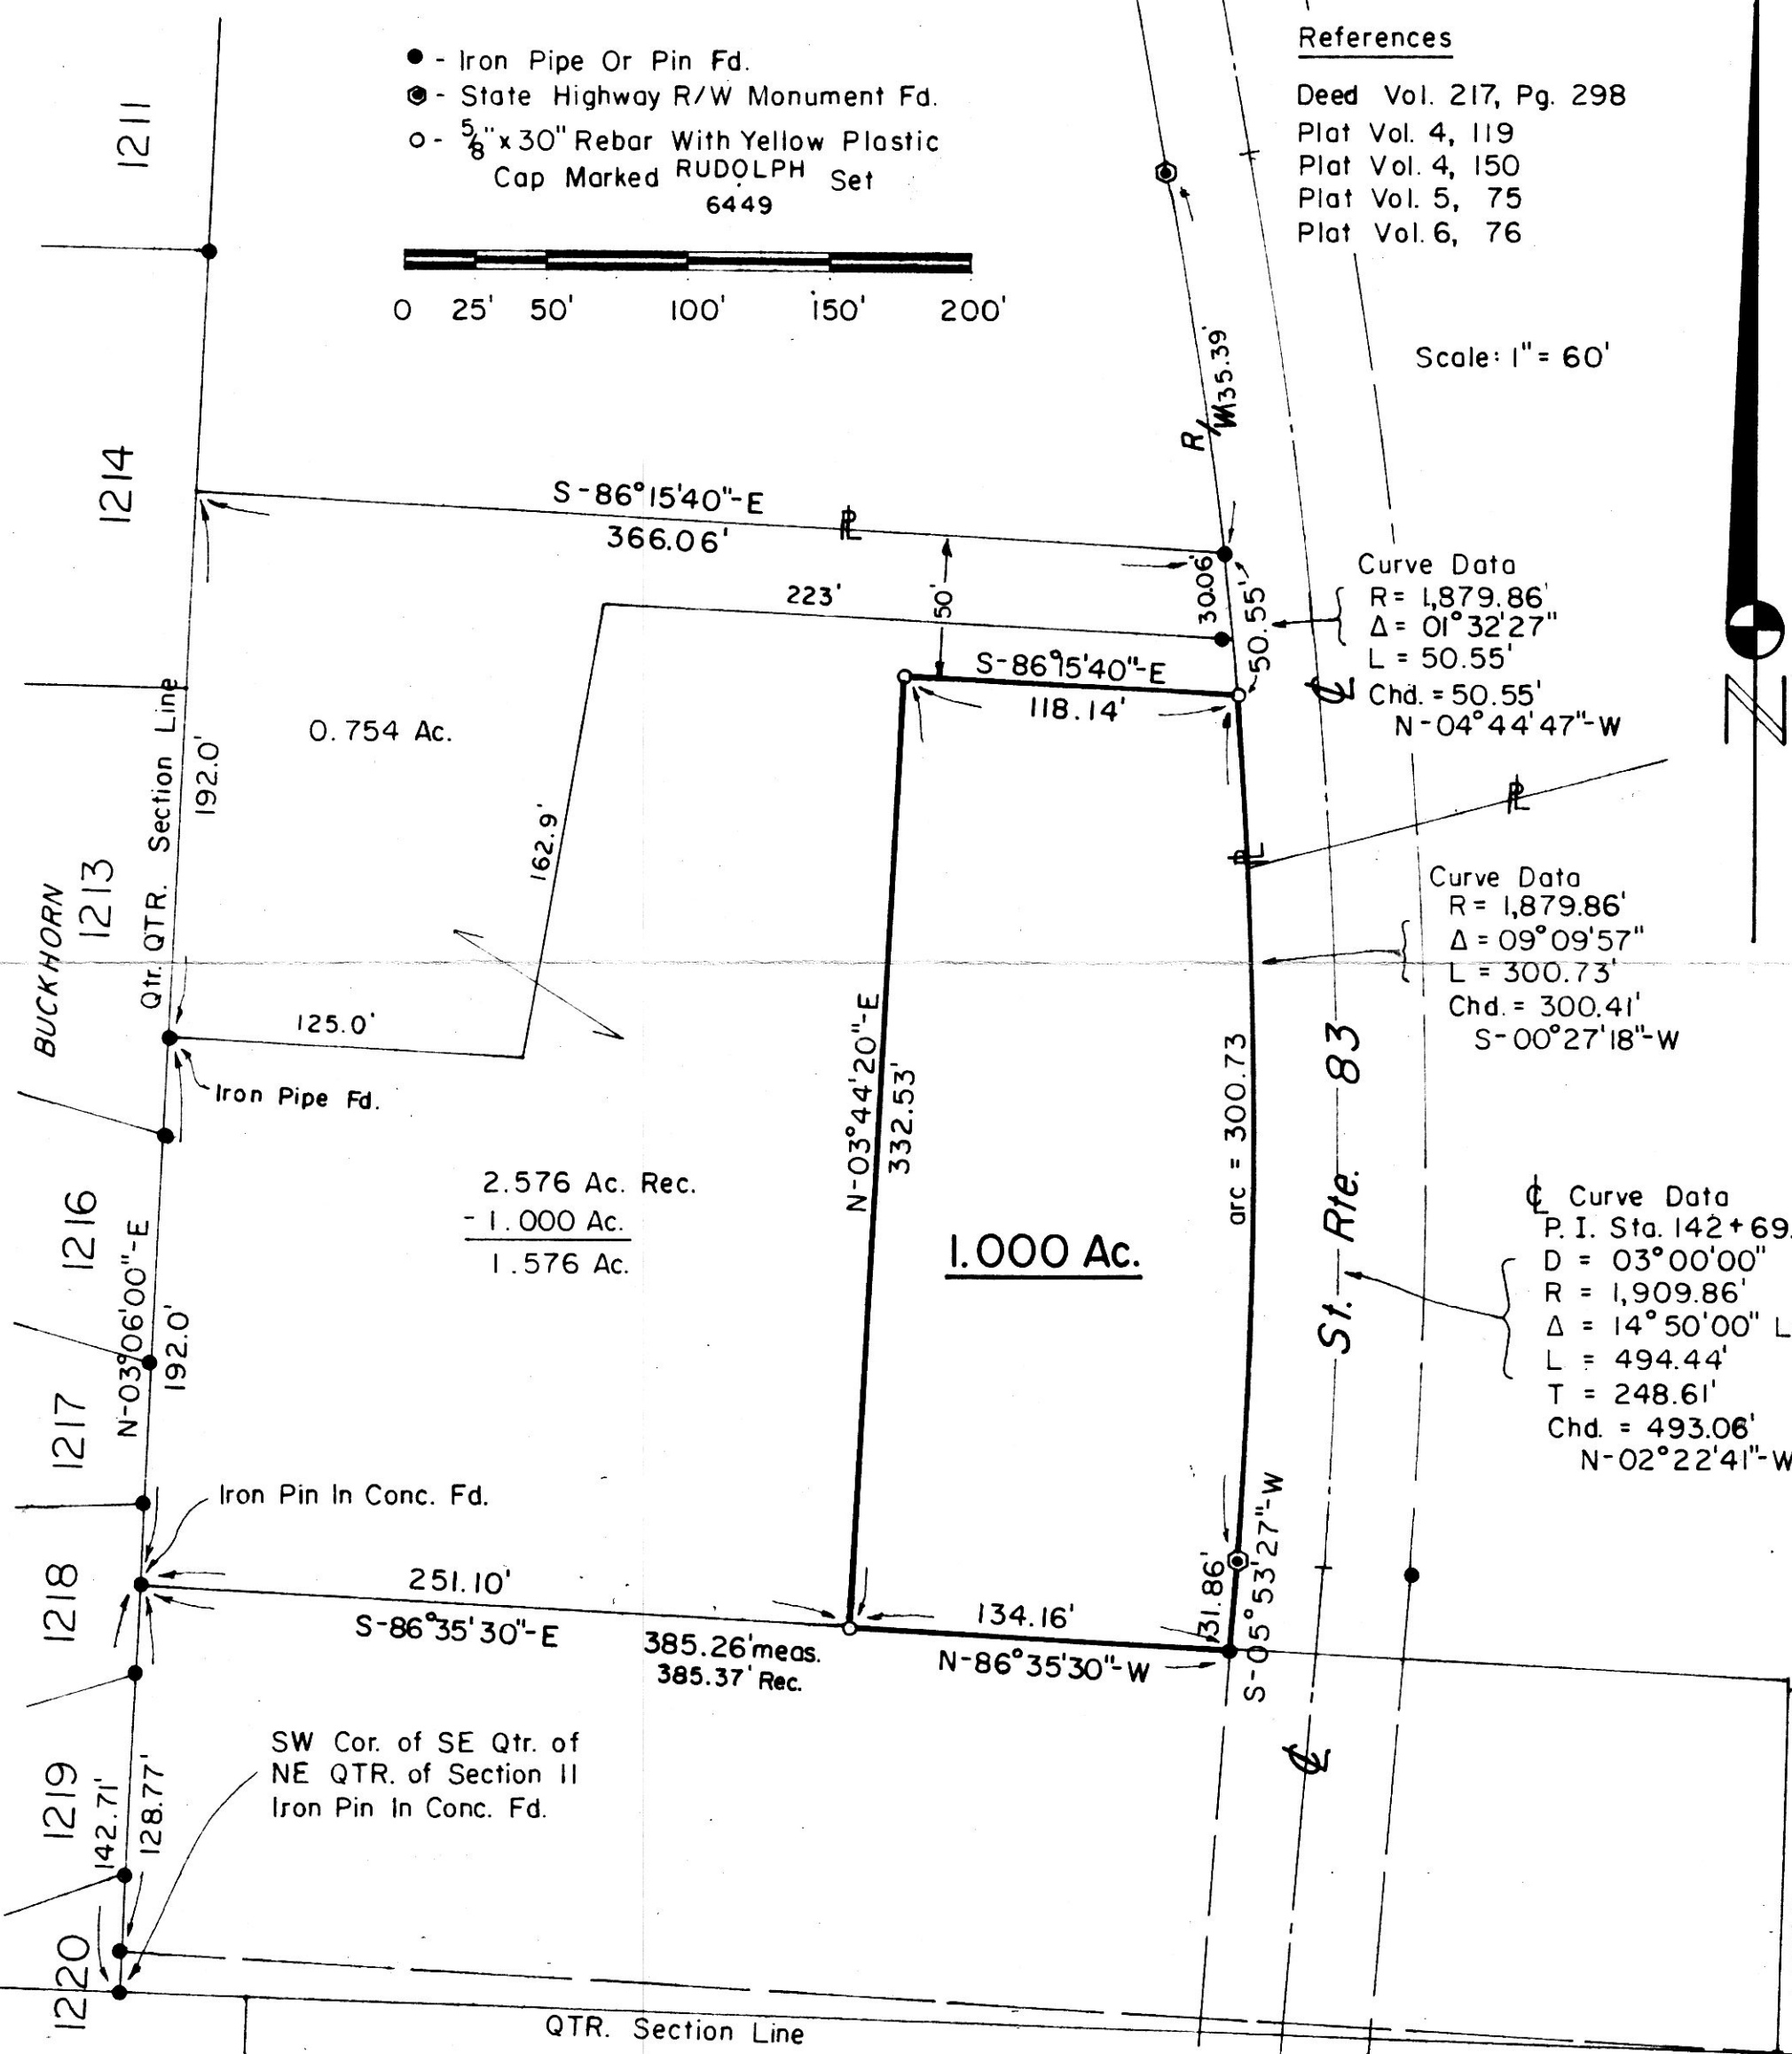 ● - Iron Pipe Or Pin Fd.
- State Highway R/W Monument Fd.
○ - 5/8" x 30" Rebar With Yellow Plastic
Cap Marked RUDOLPH Set
6449
0 25' 50' 100' 150' 200'
References
Deed Vol. 217, Pg. 298
Plat Vol. 4, 119
Plat Vol. 4, 150
Plat Vol. 5, 75
Plat Vol. 6, 76
Scale: 1" = 60'
1211
1214
BUCKHORN
1213
1216
1217
1218
1219
1220
S-86°15'40"-E
366.06'
℄
R/W
135.39'
30.06'
50.55'
50'
223'
S-86°15'40"-E
118.14'
Curve Data
R = 1,879.86'
Δ = 01°32'27"
L = 50.55'
Chd. = 50.55'
N-04°44'47"-W
0.754 Ac.
Qtr. QTR. Section Line
192.0'
162.9'
125.0'
Iron Pipe Fd.
Curve Data
R = 1,879.86'
Δ = 09°09'57"
L = 300.73'
Chd. = 300.41'
S-00°27'18"-W
N-03°44'20"-E
332.53'
arc = 300.73
St. Rte. 83
2.576 Ac. Rec.
- 1.000 Ac.
1.576 Ac.
1.000 Ac.
℄ Curve Data
P.I. Sta. 142+69.
D = 03°00'00"
R = 1,909.86'
Δ = 14°50'00" L
L = 494.44'
T = 248.61'
Chd. = 493.06'
N-02°22'41"-W
N-03°06'00"-E
192.0'
Iron Pin In Conc. Fd.
251.10'
S-86°35'30"-E
385.26' meas.
385.37' Rec.
134.16'
N-86°35'30"-W
31.86'
S-05°53'27"-W
℄
SW Cor. of SE Qtr. of
NE QTR. of Section 11
Iron Pin In Conc. Fd.
142.71'
128.77'
QTR. Section Line
N